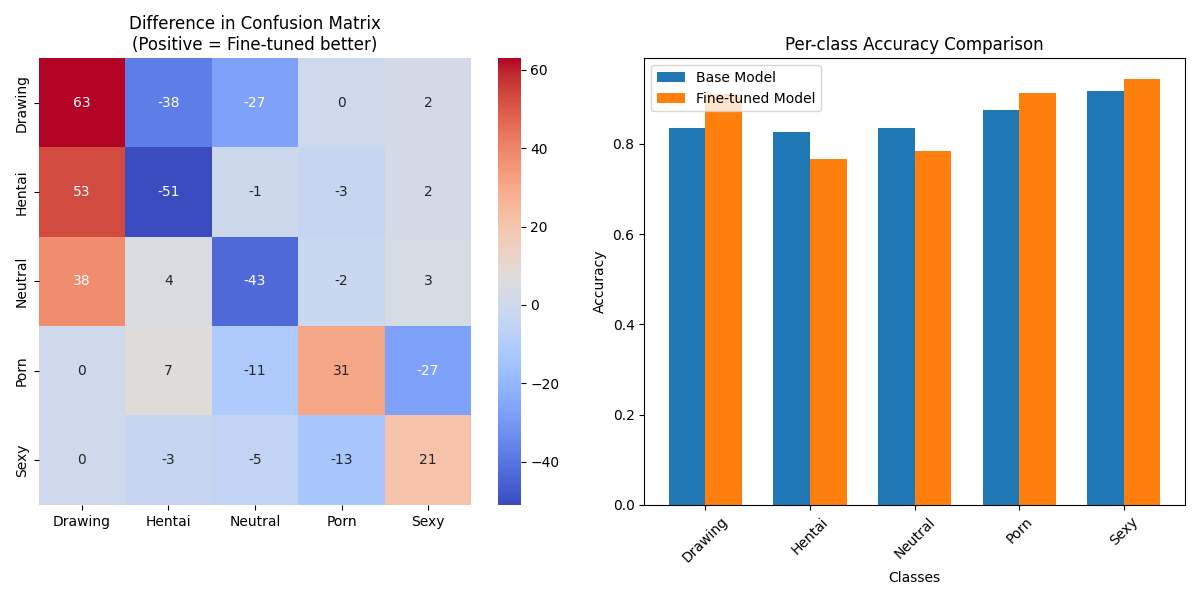 Difference in Confusion Matrix
(Positive = Fine-tuned better)
Drawing
63 -38 -27 0 2
Hentai
53 -51 -1 -3 2
Neutral
38 4 -43 -2 3
Porn
0 7 -11 31 -27
Sexy
0 -3 -5 -13 21
Drawing Hentai Neutral Porn Sexy
60
40
20
0
−20
−40
Per-class Accuracy Comparison
Base Model
Fine-tuned Model
Accuracy
0.8
0.6
0.4
0.2
0.0
Drawing Hentai Neutral Porn Sexy
Classes